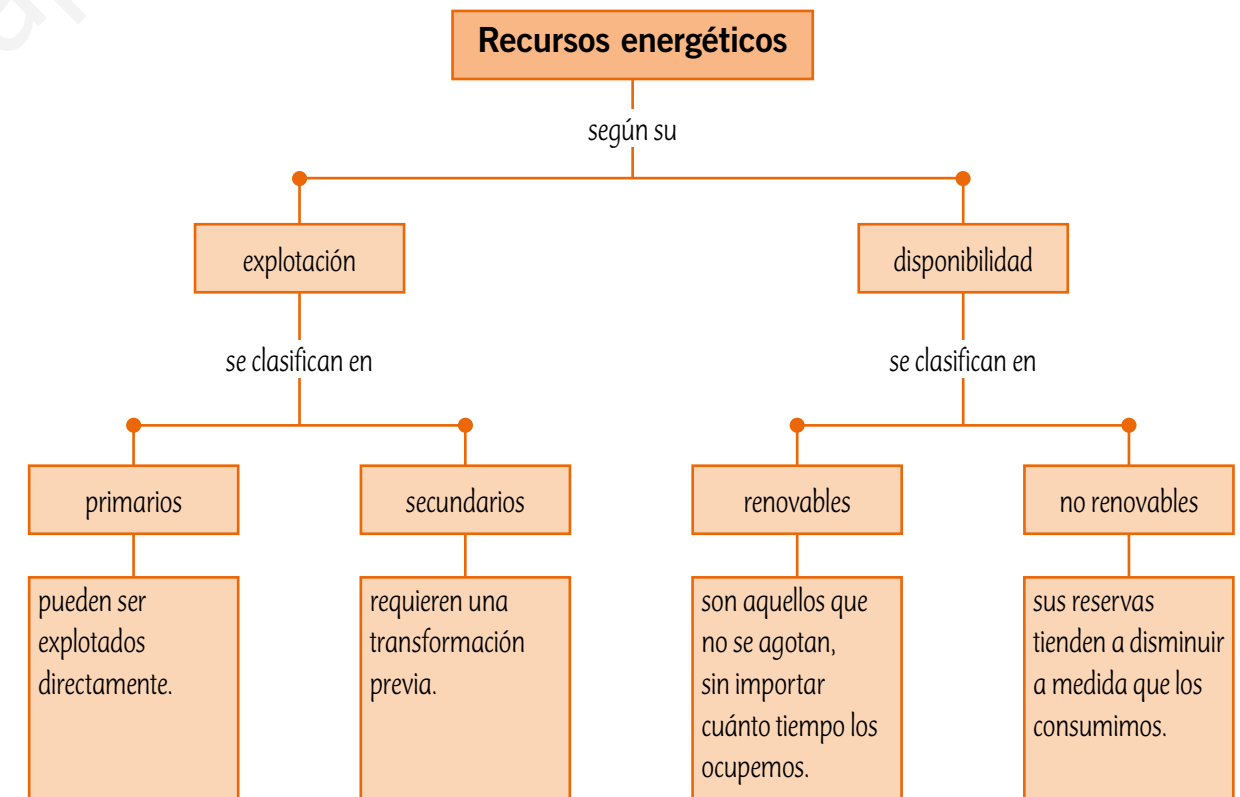 Recursos energéticos
según su
explotación
disponibilidad
se clasifican en
se clasifican en
primarios
secundarios
renovables
no renovables
pueden ser
explotados
directamente.
requieren una
transformación
previa.
son aquellos que
no se agotan,
sin importar
cuánto tiempo los
ocupemos.
sus reservas
tienden a disminuir
a medida que los
consumimos.